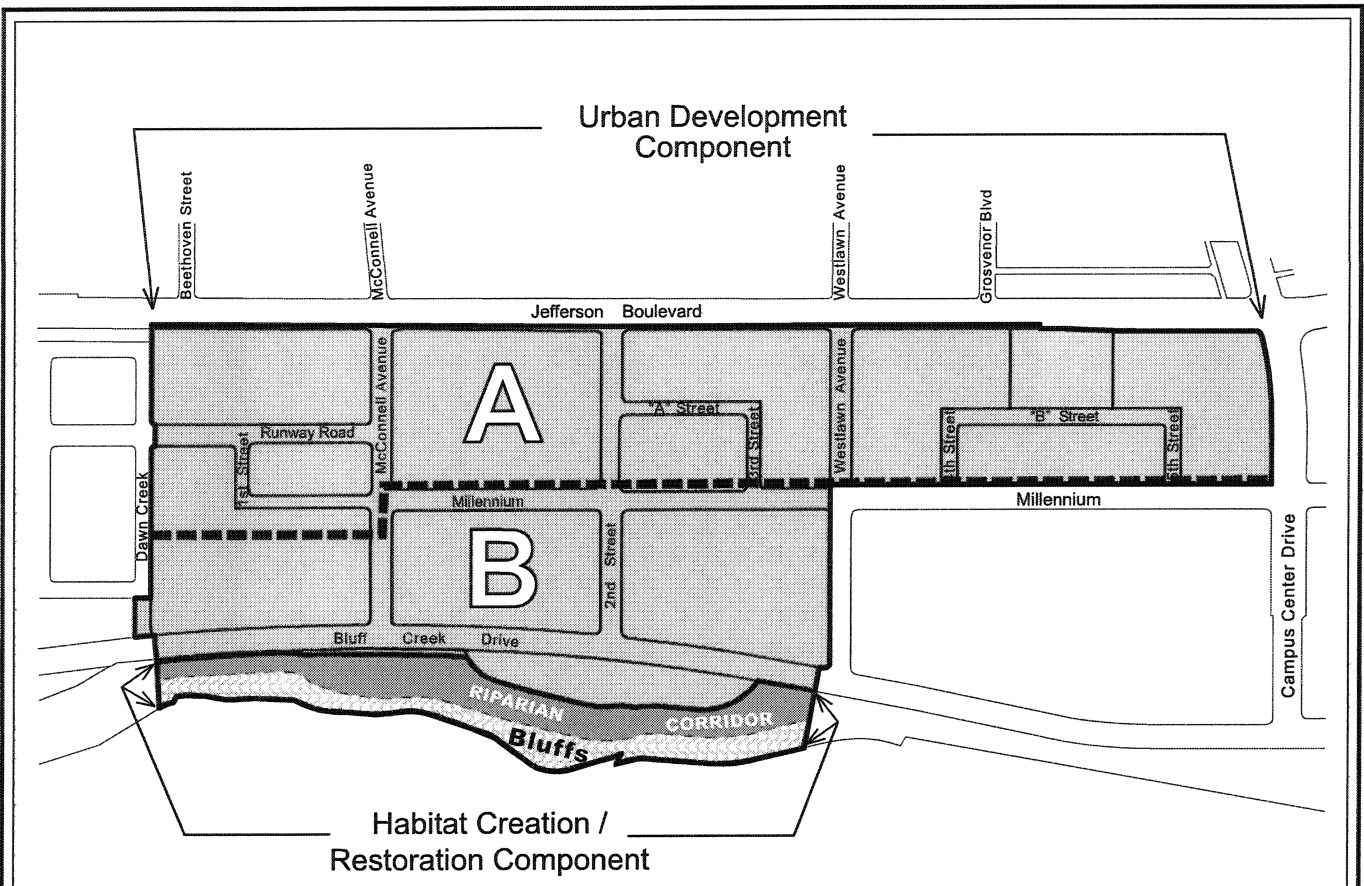 Urban Development
Component
Beethoven Street
McConnell Avenue
Westlawn Avenue
Grosvenor Blvd
Jefferson Boulevard
McConnell Avenue
A
"A" Street
3rd Street
Westlawn Avenue
"B" Street
Runway Road
1st Street
Millennium
Millennium
Dawn Creek
B
2nd Street
Campus Center Drive
Bluff Creek Drive
RIPARIAN CORRIDOR
Bluffs
Habitat Creation /
Restoration Component